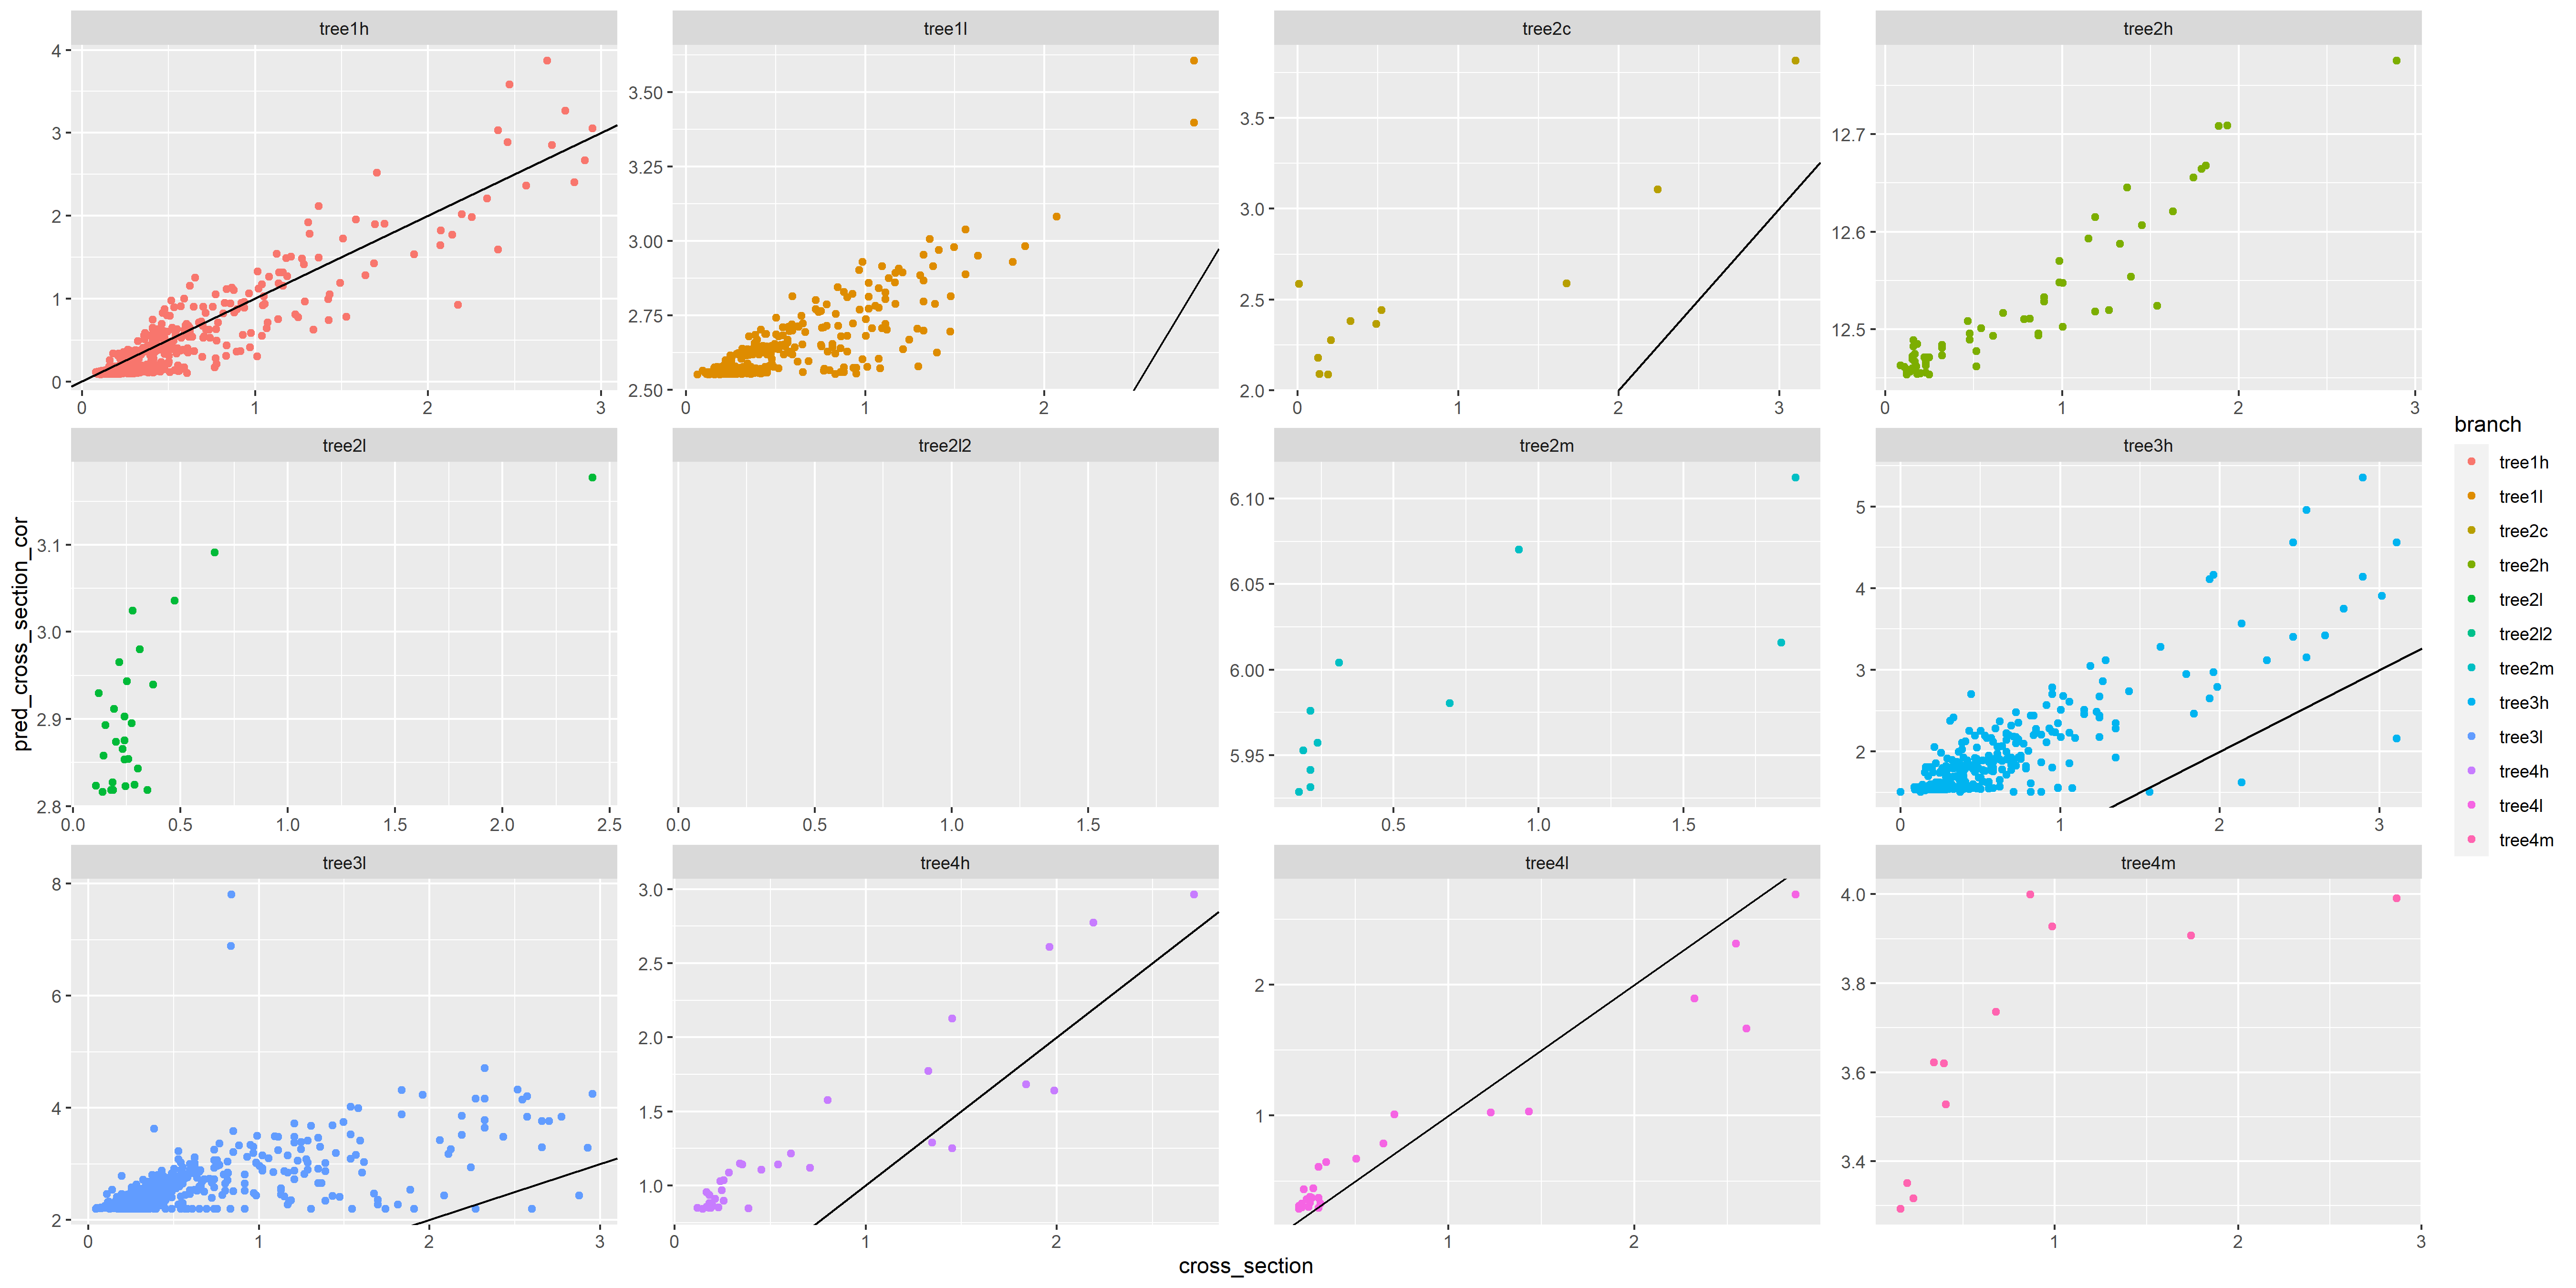 tree1h
tree1l
tree2c
tree2h
4
3
2
1
0
0 1 2 3
3.50
3.25
3.00
2.75
2.50
0 1 2
3.5
3.0
2.5
2.0
0 1 2 3
12.7
12.6
12.5
0 1 2 3
tree2l
tree2l2
tree2m
tree3h
3.1
3.0
2.9
2.8
0.0 0.5 1.0 1.5 2.0 2.5
0.0 0.5 1.0 1.5
6.10
6.05
6.00
5.95
0.5 1.0 1.5
5
4
3
2
0 1 2 3
tree3l
tree4h
tree4l
tree4m
8
6
4
2
0 1 2 3
3.0
2.5
2.0
1.5
1.0
0 1 2
2
1
1 2
4.0
3.8
3.6
3.4
1 2 3
pred_cross_section_cor
cross_section
branch
tree1h
tree1l
tree2c
tree2h
tree2l
tree2l2
tree2m
tree3h
tree3l
tree4h
tree4l
tree4m